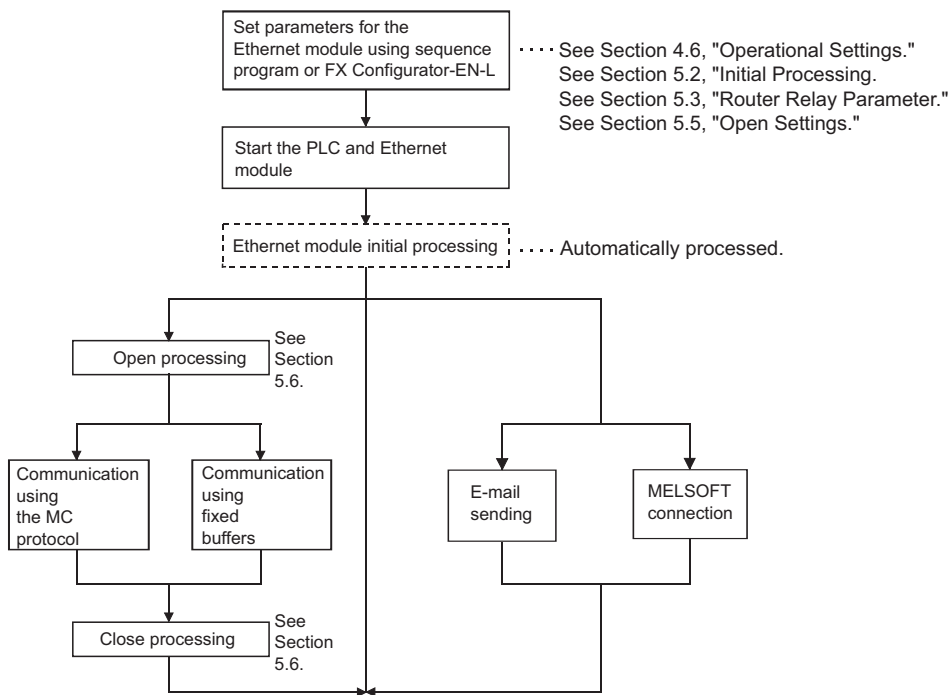 Set parameters for the
Ethernet module using sequence
program or FX Configurator-EN-L
See Section 4.6, "Operational Settings."
See Section 5.2, "Initial Processing.
See Section 5.3, "Router Relay Parameter."
See Section 5.5, "Open Settings."
Start the PLC and Ethernet
module
Ethernet module initial processing
Automatically processed.
Open processing
See
Section
5.6.
Communication
using
the MC
protocol
Communication
using
fixed
buffers
E-mail
sending
MELSOFT
connection
Close processing
See
Section
5.6.